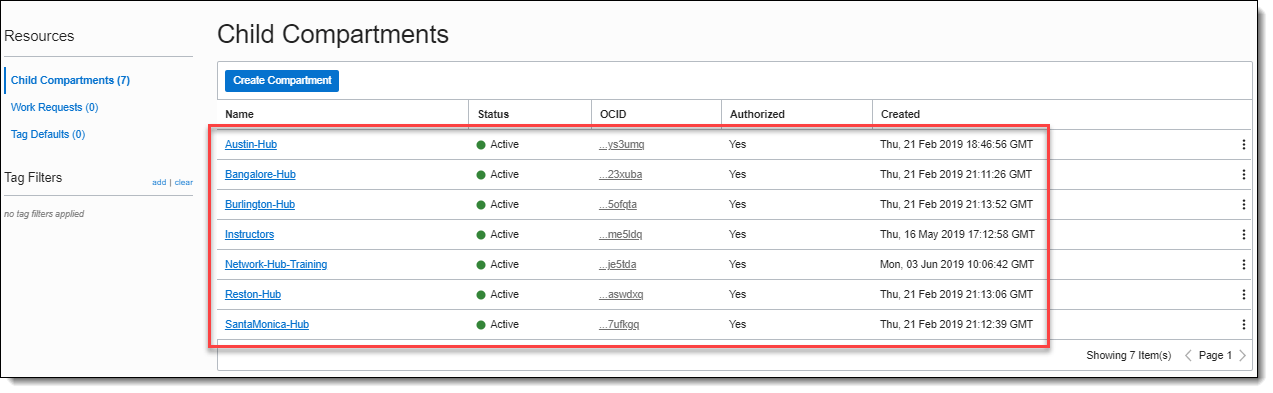 Resources
Child Compartments (7)
Work Requests (0)
Tag Defaults (0)
Tag Filters add | clear
no tag filters applied
Child Compartments
Create Compartment
Name Status OCID Authorized Created
Austin-Hub Active ...ys3umq Yes Thu, 21 Feb 2019 18:46:56 GMT
Bangalore-Hub Active ...23xuba Yes Thu, 21 Feb 2019 21:11:26 GMT
Burlington-Hub Active ...5ofqta Yes Thu, 21 Feb 2019 21:13:52 GMT
Instructors Active ...me5ldq Yes Thu, 16 May 2019 17:12:58 GMT
Network-Hub-Training Active ...je5tda Yes Mon, 03 Jun 2019 10:06:42 GMT
Reston-Hub Active ...aswdxq Yes Thu, 21 Feb 2019 21:13:06 GMT
SantaMonica-Hub Active ...7ufkgq Yes Thu, 21 Feb 2019 21:12:39 GMT
Showing 7 Item(s) Page 1